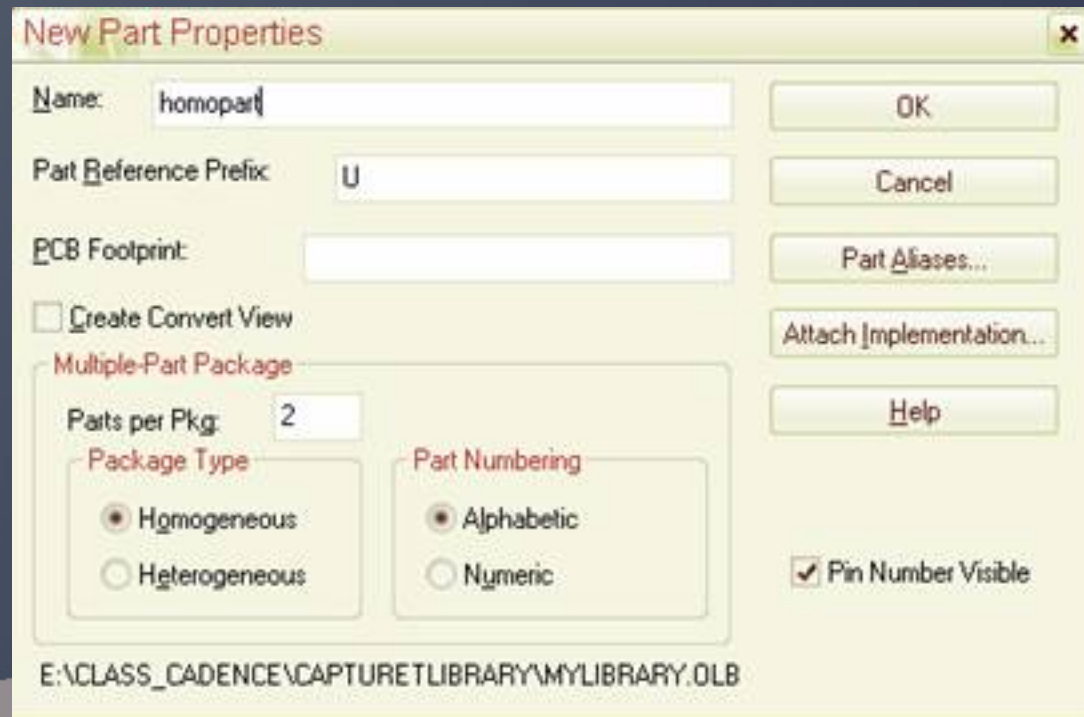 New Part Properties
Name: homopart
OK
Part Reference Prefix: U
Cancel
PCB Footprint:
Part Aliases...
Create Convert View
Attach Implementation...
Multiple-Part Package
Parts per Pkg: 2
Help
Package Type
Part Numbering
Homogeneous
Alphabetic
Heterogeneous
Numeric
Pin Number Visible
E:\CLASS_CADENCE\CAPTURETLIBRARY\MYLIBRARY.OLB